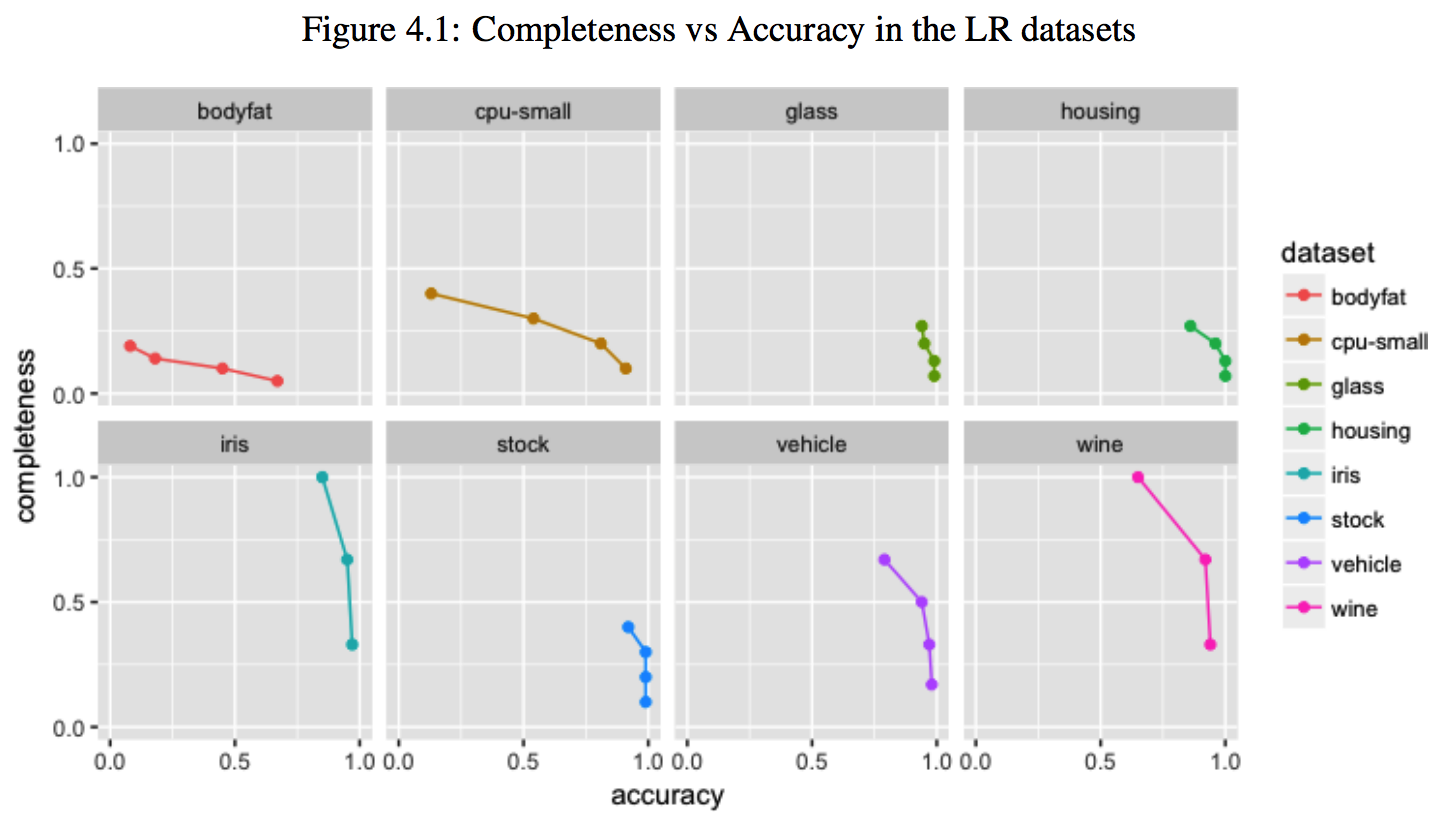 Figure 4.1: Completeness vs Accuracy in the LR datasets
bodyfat cpu-small glass housing
1.0
0.5
0.0
iris stock vehicle wine
1.0
0.5
0.0
0.0 0.5 1.0 0.0 0.5 1.0 0.0 0.5 1.0 0.0 0.5 1.0
accuracy
completeness
dataset
bodyfat
cpu-small
glass
housing
iris
stock
vehicle
wine